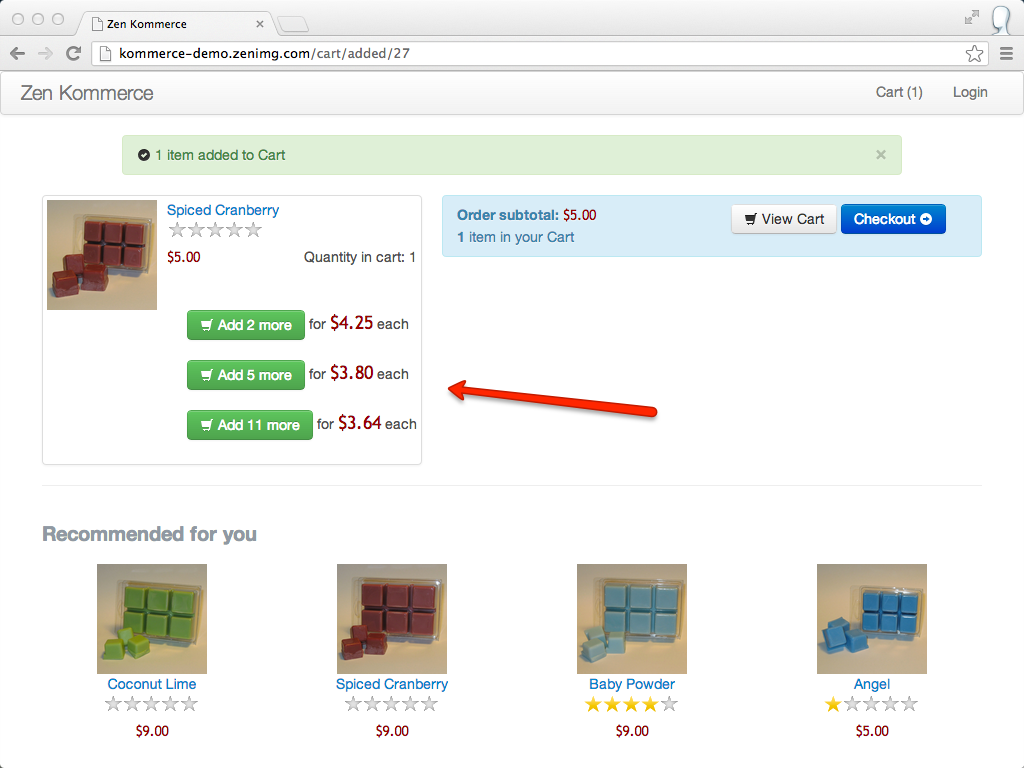 Zen Kommerce
kommerce-demo.zenimg.com/cart/added/27
Zen Kommerce Cart (1) Login
1 item added to Cart ×
Spiced Cranberry
$5.00 Quantity in cart: 1
Add 2 more for $4.25 each
Add 5 more for $3.80 each
Add 11 more for $3.64 each
Order subtotal: $5.00
1 item in your Cart
View Cart Checkout
Recommended for you
Coconut Lime Spiced Cranberry Baby Powder Angel
$9.00 $9.00 $9.00 $5.00